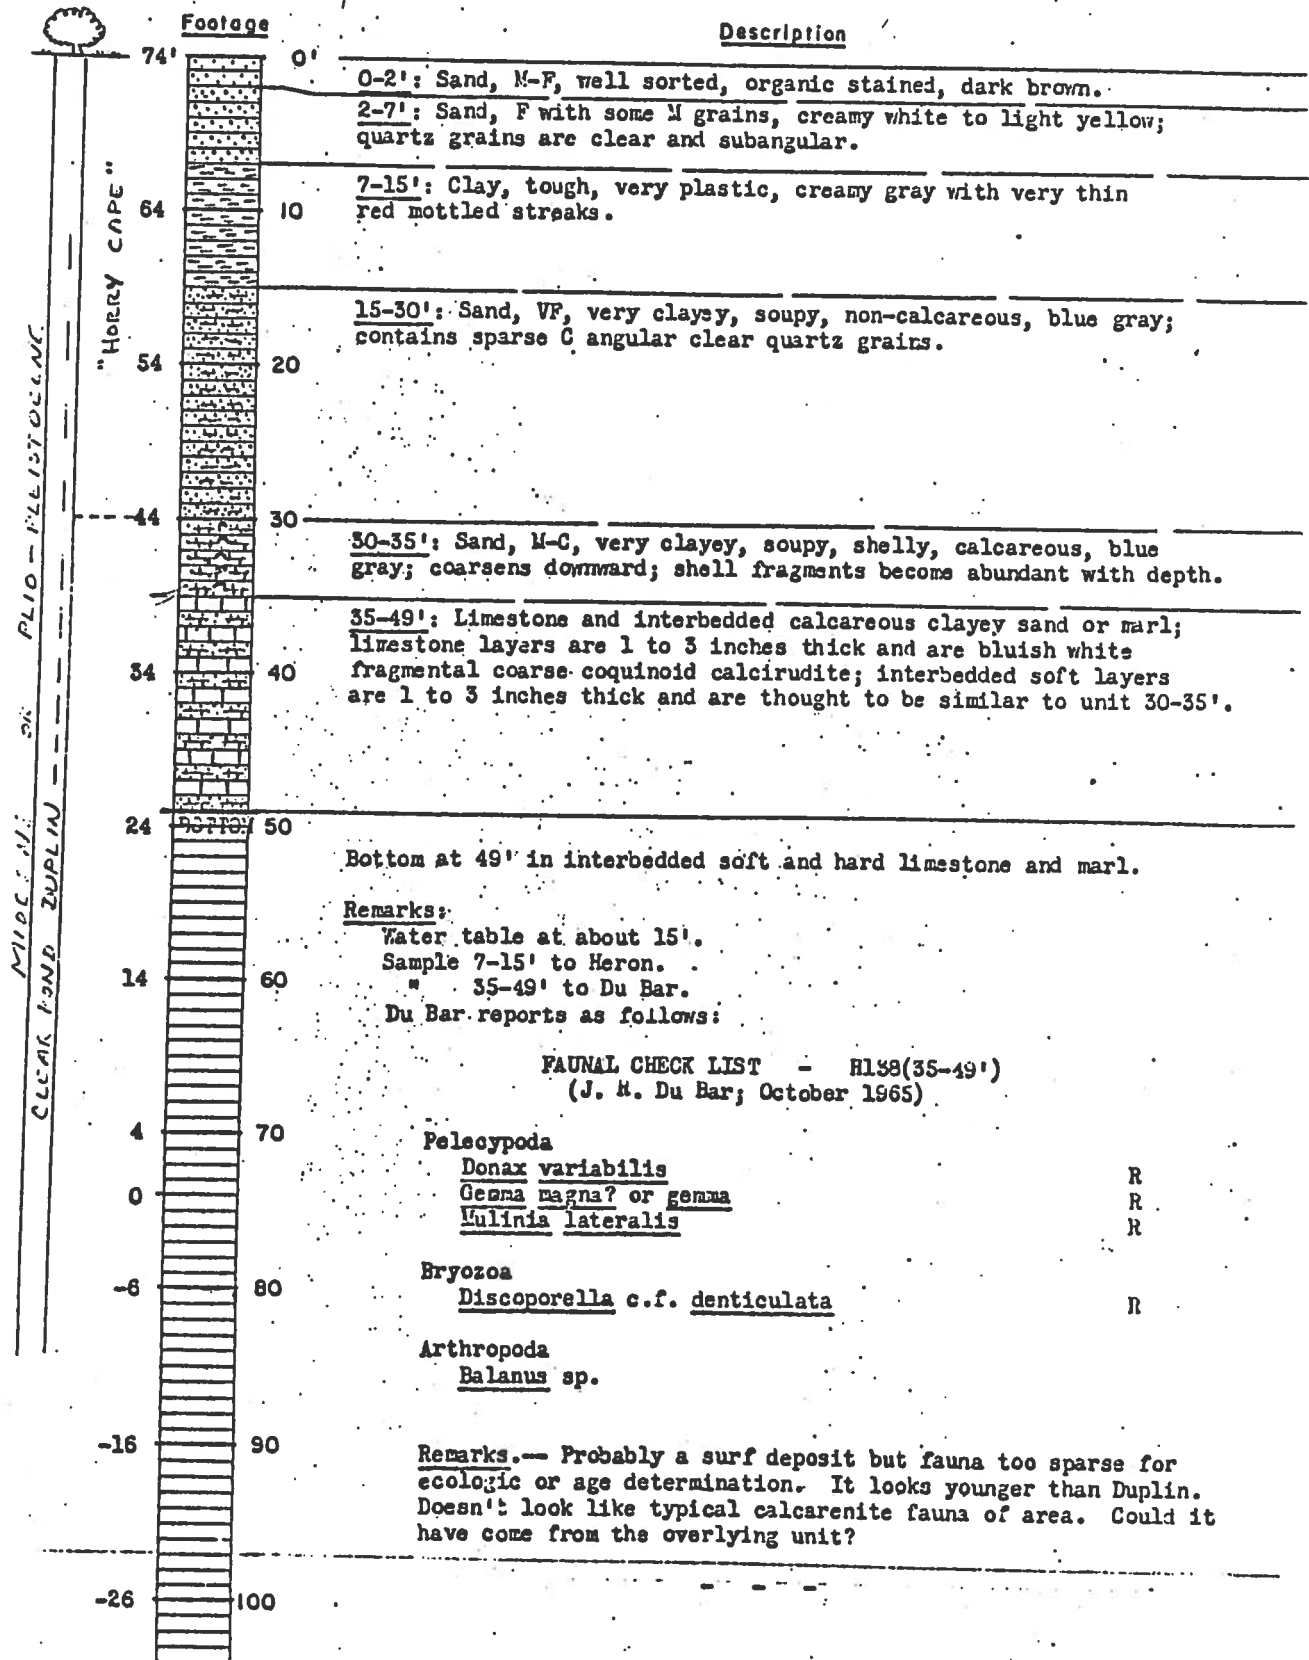 Footage
Description
74' 0'
0-2': Sand, M-F, well sorted, organic stained, dark brown.
2-7': Sand, F with some M grains, creamy white to light yellow;
quartz grains are clear and subangular.
7-15': Clay, tough, very plastic, creamy gray with very thin
red mottled streaks.
64 10
"HORRY CAPE"
15-30': Sand, VF, very clayey, soupy, non-calcareous, blue gray;
contains sparse C angular clear quartz grains.
54 20
44 30
30-35': Sand, M-C, very clayey, soupy, shelly, calcareous, blue
gray; coarsens downward; shell fragments become abundant with depth.
35-49': Limestone and interbedded calcareous clayey sand or marl;
limestone layers are 1 to 3 inches thick and are bluish white
fragmental coarse coquinoid calcirudite; interbedded soft layers
are 1 to 3 inches thick and are thought to be similar to unit 30-35'.
34 40
MIOCENE OR PLIO-PLEISTOCENE
CLEAR POND DUPLIN
24 BOTTOM 50
Bottom at 49' in interbedded soft and hard limestone and marl.
Remarks:
Water table at about 15'.
Sample 7-15' to Heron.
" 35-49' to Du Bar.
Du Bar reports as follows:
14 60
FAUNAL CHECK LIST - H138(35-49')
(J. R. Du Bar; October 1965)
4 70
Pelecypoda
Donax variabilis R
Gemma magna? or gemma R
Mulinia lateralis R
0
Bryozoa
Discoporella c.f. denticulata R
-6 80
Arthropoda
Balanus sp.
-16 90
Remarks.-- Probably a surf deposit but fauna too sparse for
ecologic or age determination. It looks younger than Duplin.
Doesn't look like typical calcarenite fauna of area. Could it
have come from the overlying unit?
-26 100